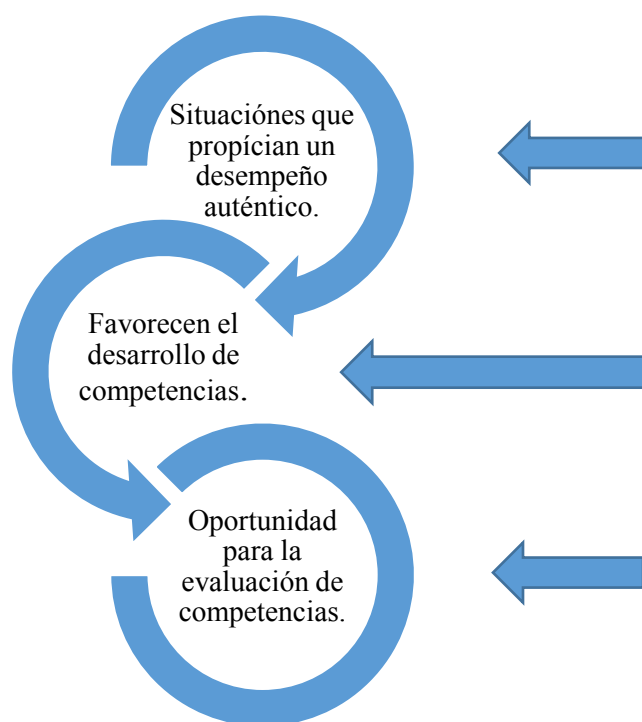 Situaciónes que
propícian un
desempeño
auténtico.
Favorecen el
desarrollo de
competencias.
Oportunidad
para la
evaluación de
competencias.